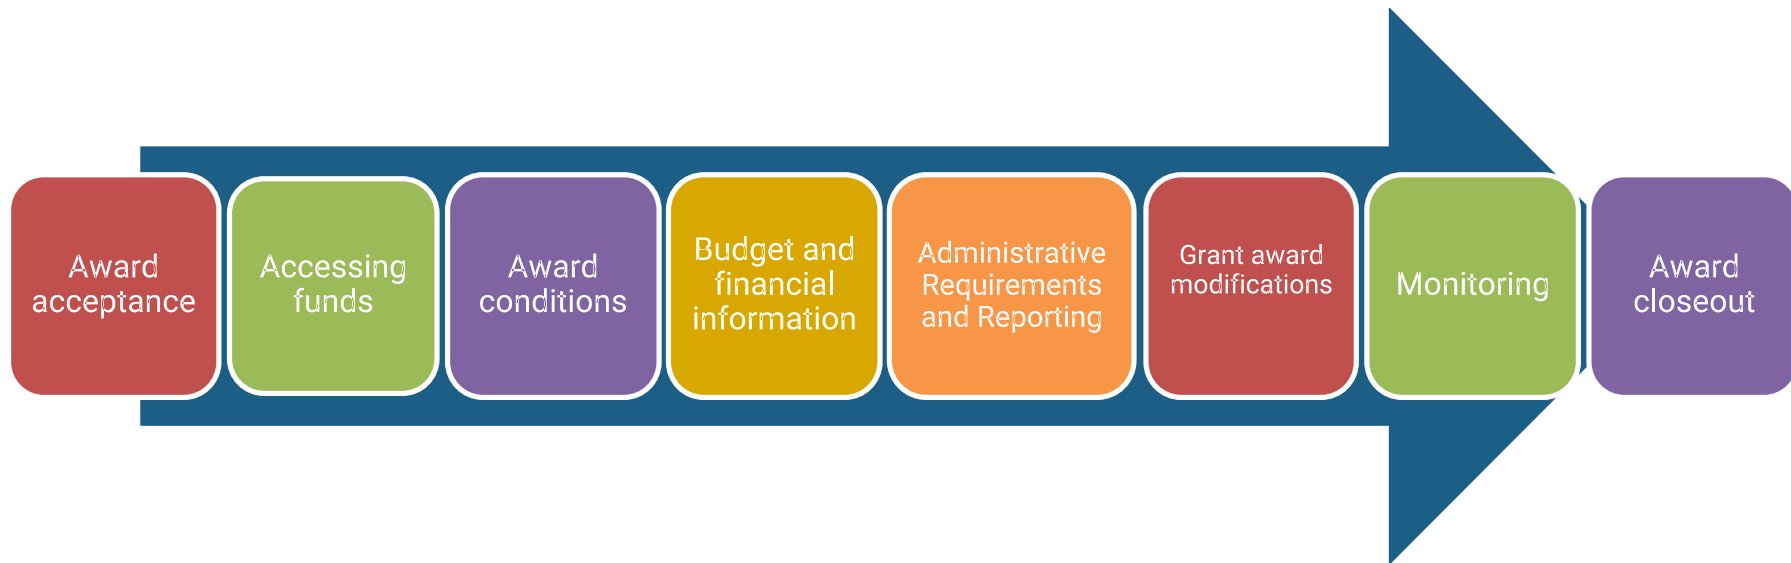 Award
acceptance
Accessing
funds
Award
conditions
Budget and
financial
information
Administrative
Requirements
and Reporting
Grant award
modifications
Monitoring
Award
closeout